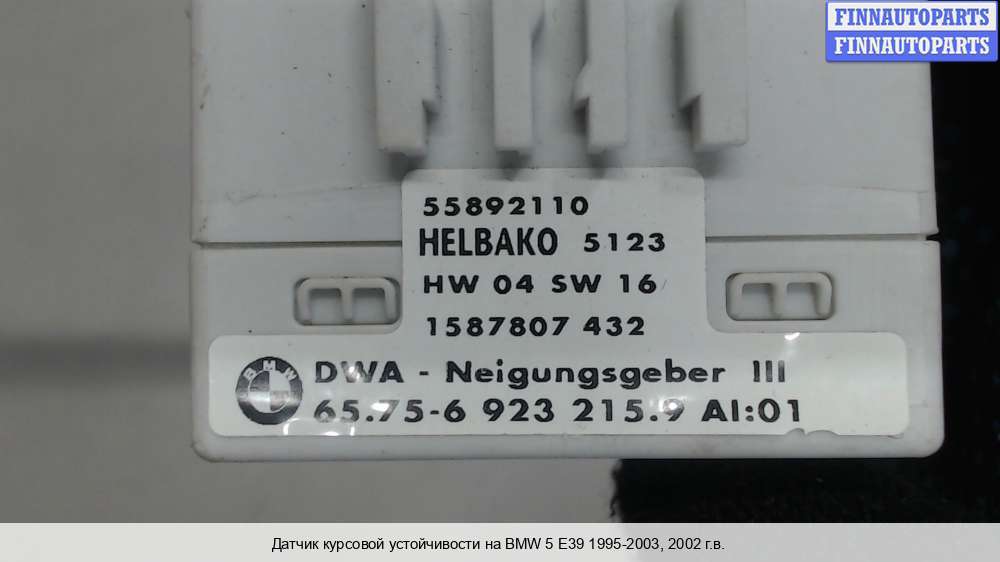 FINNAUTOPARTS
FINNAUTOPARTS
55892110
HELBAKO 5123
HW 04 SW 16
1587807 432
BMW
DWA - Neigungsgeber III
65.75-6 923 215.9 AI:01
Датчик курсовой устойчивости на BMW 5 E39 1995-2003, 2002 г.в.